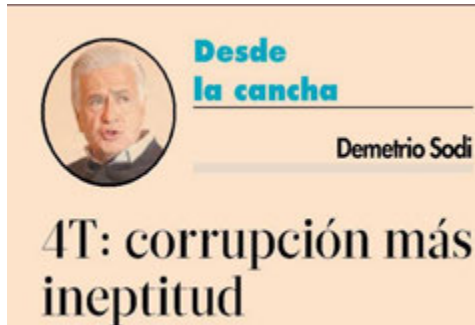 Desde
la cancha
Demetrio Sodi
4T: corrupción más
ineptitud